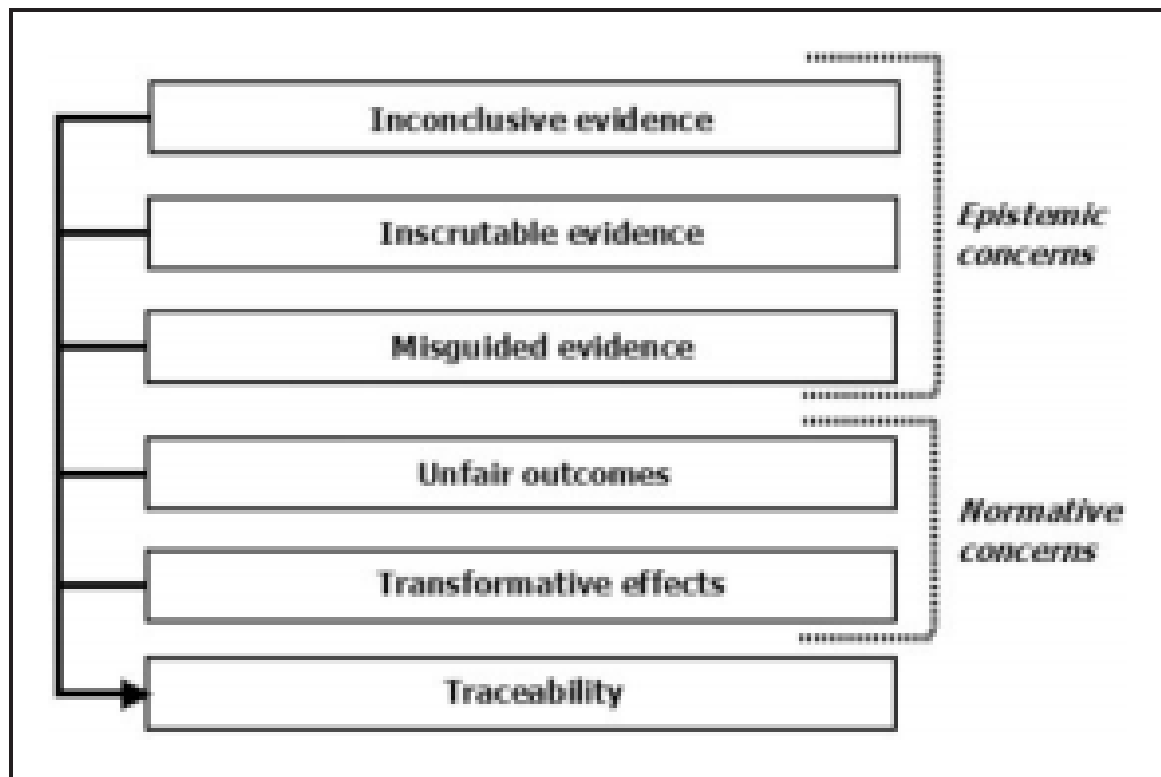 Inconclusive evidence
Inscrutable evidence
Misguided evidence
Epistemic
concerns
Unfair outcomes
Transformative effects
Normative
concerns
Traceability